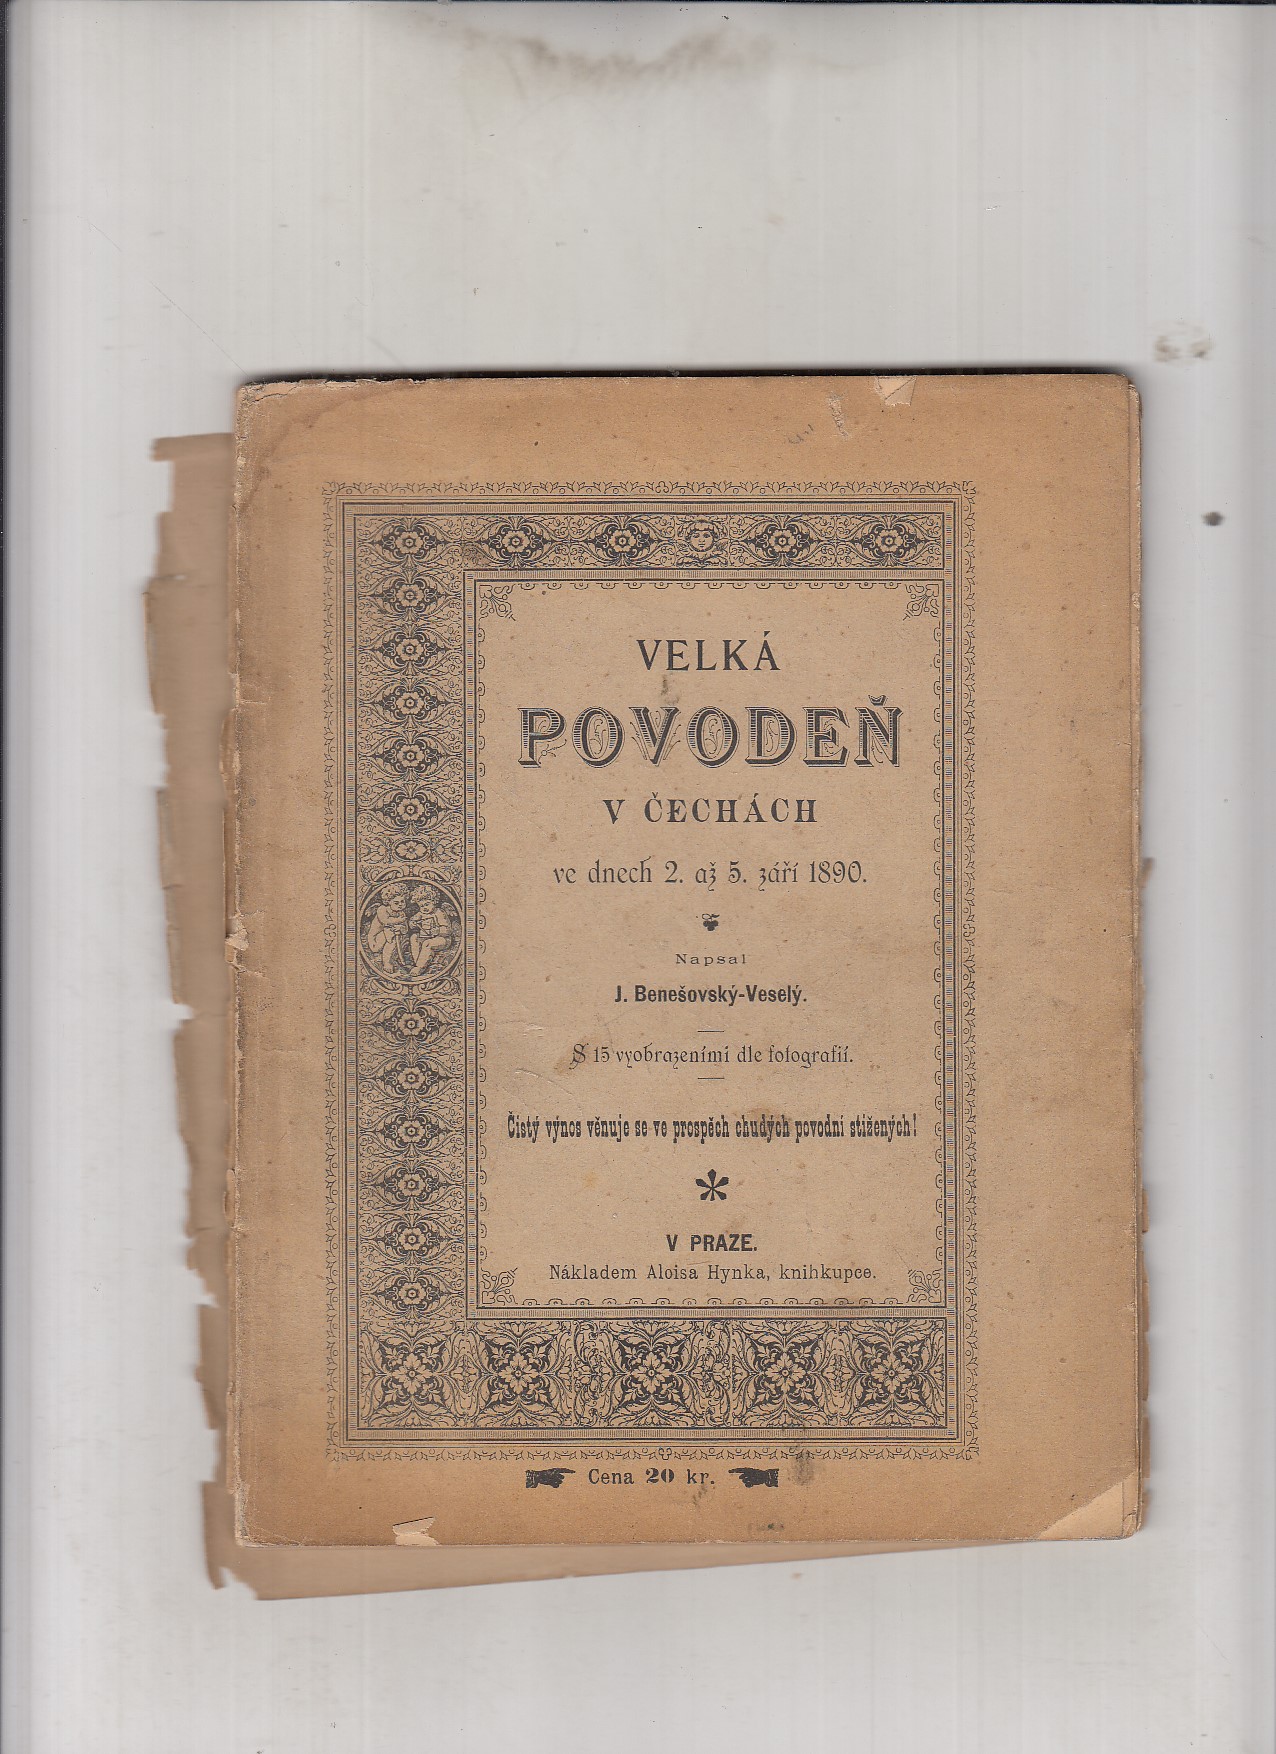 VELKÁ
POVODEŇ
V ČECHÁCH
ve dnech 2. až 5. září 1890.
Napsal
J. Benešovský-Veselý.
S 15 vyobrazeními dle fotografií.
Čistý výnos věnuje se ve prospěch chudých povodní stižených!
V PRAZE.
Nákladem Aloisa Hynka, knihkupce.
Cena 20 kr.